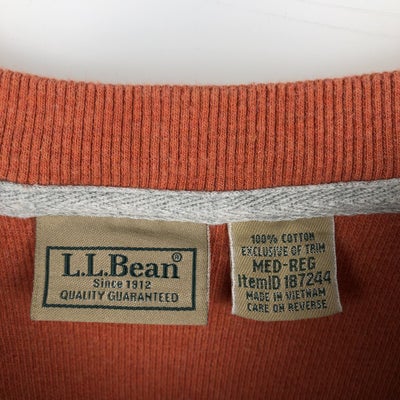 L.L.Bean®
Since 1912
QUALITY GUARANTEED
100% COTTON
EXCLUSIVE OF TRIM
MED-REG
ItemID 187244
MADE IN VIETNAM
CARE ON REVERSE